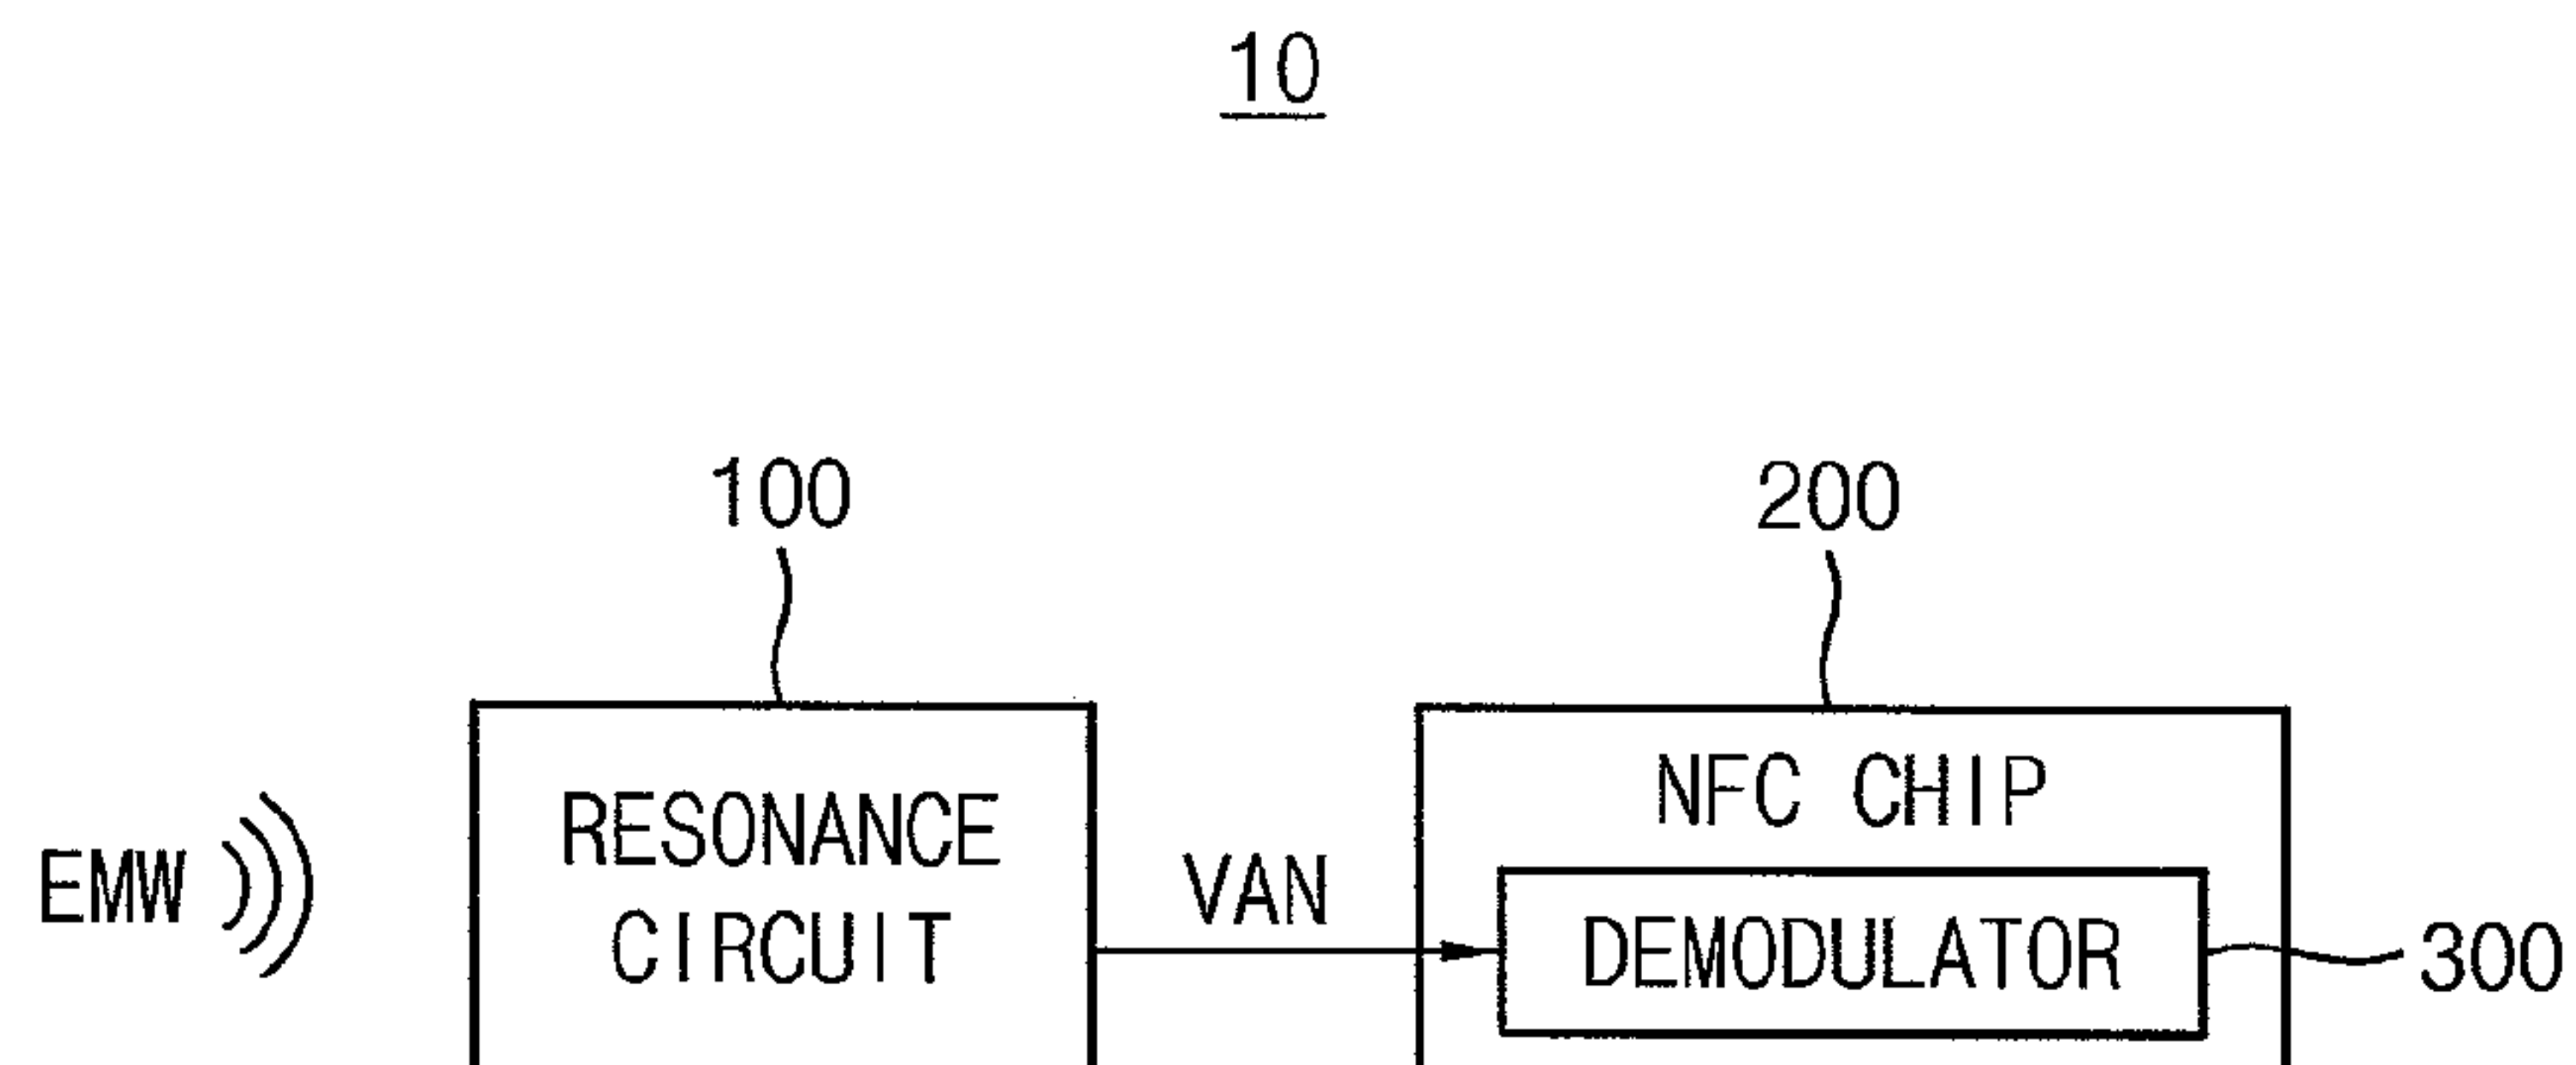 10
100
200
NFC CHIP
RESONANCE
CIRCUIT
EMW
VAN
DEMODULATOR
300